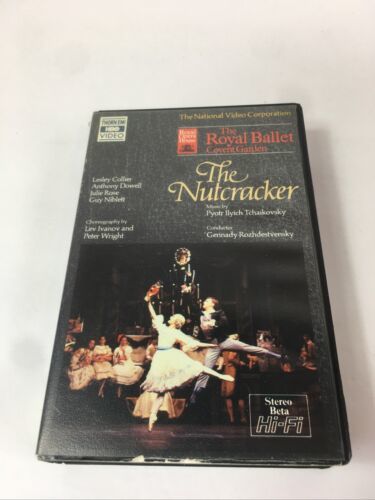 THORN EMI
HBO
VIDEO
The National Video Corporation
Royal
Opera
House
The
Royal Ballet
Covent Garden
The
Nutcracker
Lesley Collier
Anthony Dowell
Julie Rose
Guy Niblett
Music by
Pyotr Ilyich Tchaikovsky
Choreography by
Lev Ivanov and
Peter Wright
Conductor
Gennady Rozhdestvensky
Stereo
Beta
Hi-Fi